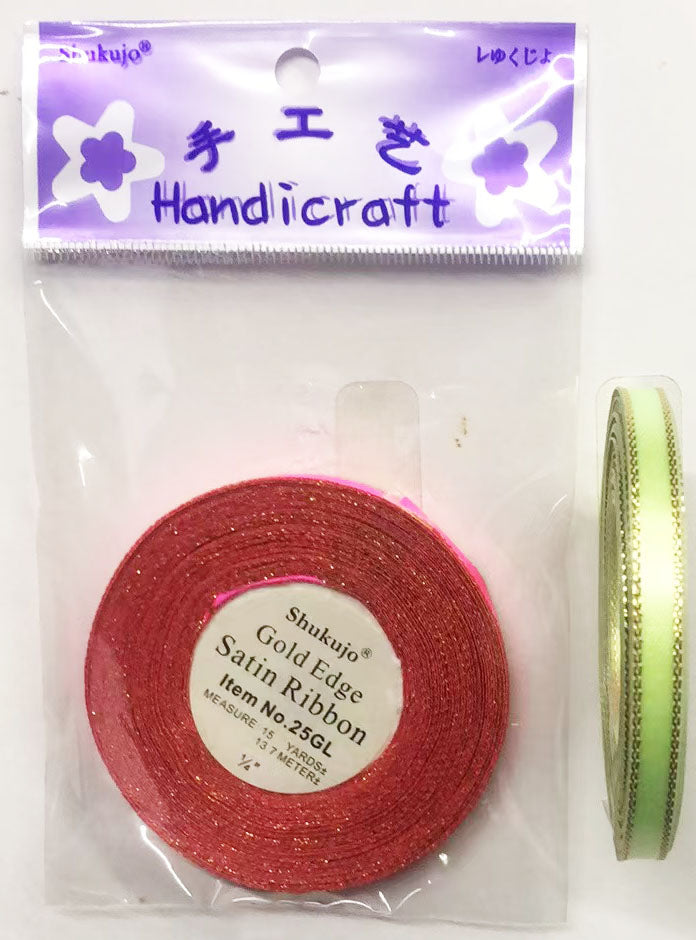 Shukujo®
レゆくじょ
手工ぎ
Handicraft
Shukujo®
Gold Edge
Satin Ribbon
Item No.25GL
MEASURE 15 YARDS±
13.7 METER±
¼"